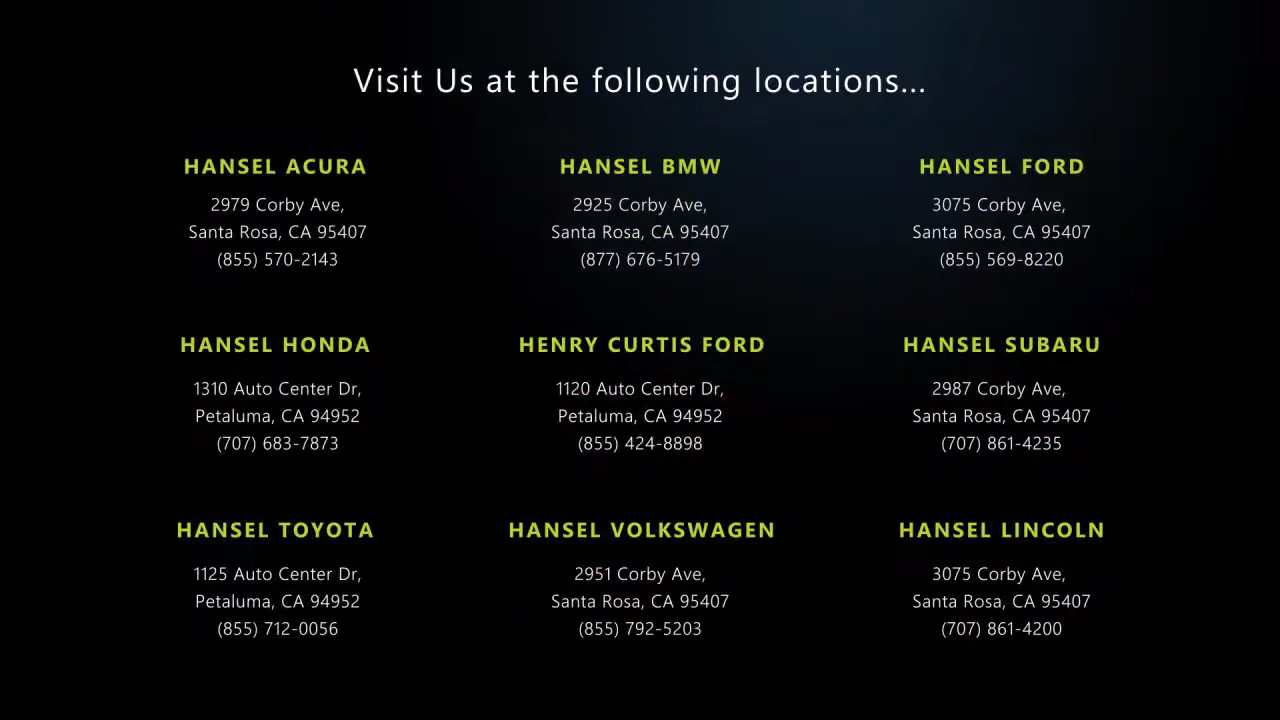 Visit Us at the following locations...
HANSEL ACURA
2979 Corby Ave,
Santa Rosa, CA 95407
(855) 570-2143
HANSEL BMW
2925 Corby Ave,
Santa Rosa, CA 95407
(877) 676-5179
HANSEL FORD
3075 Corby Ave,
Santa Rosa, CA 95407
(855) 569-8220
HANSEL HONDA
1310 Auto Center Dr,
Petaluma, CA 94952
(707) 683-7873
HENRY CURTIS FORD
1120 Auto Center Dr,
Petaluma, CA 94952
(855) 424-8898
HANSEL SUBARU
2987 Corby Ave,
Santa Rosa, CA 95407
(707) 861-4235
HANSEL TOYOTA
1125 Auto Center Dr,
Petaluma, CA 94952
(855) 712-0056
HANSEL VOLKSWAGEN
2951 Corby Ave,
Santa Rosa, CA 95407
(855) 792-5203
HANSEL LINCOLN
3075 Corby Ave,
Santa Rosa, CA 95407
(707) 861-4200